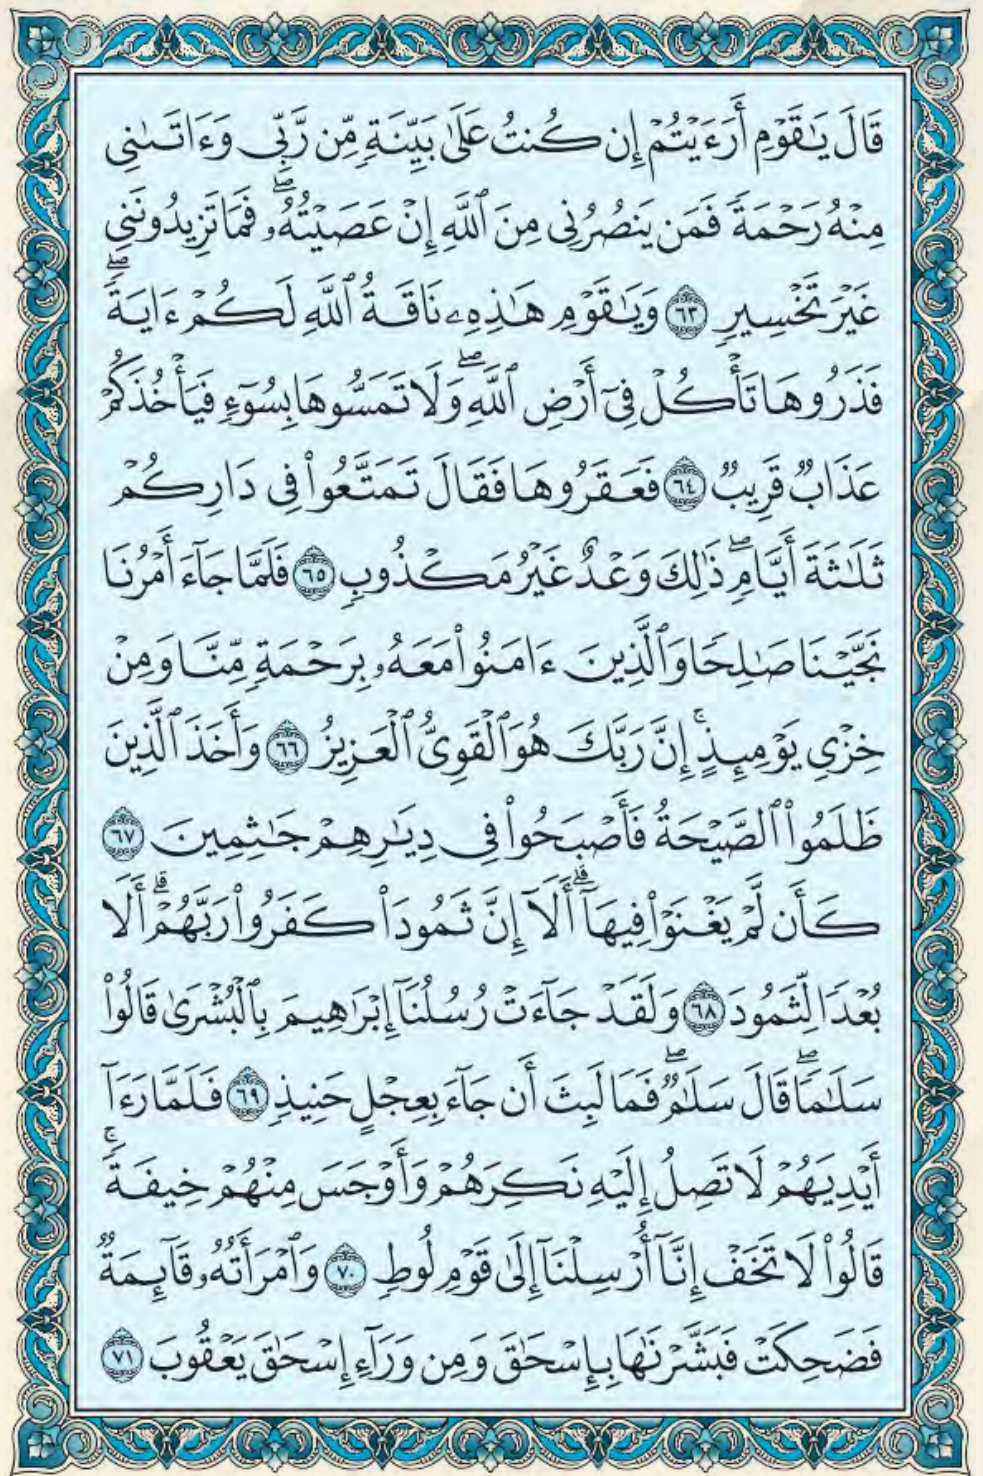 قَالَ يَٰقَوْمِ أَرَءَيْتُمْ إِن كُنتُ عَلَىٰ بَيِّنَةٍ مِّن رَّبِّي وَءَاتَىٰنِي
مِنْهُ رَحْمَةً فَمَن يَنصُرُنِي مِنَ ٱللَّهِ إِنْ عَصَيْتُهُۥۖ فَمَا تَزِيدُونَنِي
غَيْرَ تَخْسِيرٍ ٦٣ وَيَٰقَوْمِ هَٰذِهِۦ نَاقَةُ ٱللَّهِ لَكُمْ ءَايَةًۖ
فَذَرُوهَا تَأْكُلْ فِيٓ أَرْضِ ٱللَّهِۖ وَلَا تَمَسُّوهَا بِسُوٓءٍ فَيَأْخُذَكُمْ
عَذَابٌ قَرِيبٌ ٦٤ فَعَقَرُوهَا فَقَالَ تَمَتَّعُوا۟ فِي دَارِكُمْ
ثَلَٰثَةَ أَيَّامٍۖ ذَٰلِكَ وَعْدٌ غَيْرُ مَكْذُوبٍ ٦٥ فَلَمَّا جَآءَ أَمْرُنَا
نَجَّيْنَا صَٰلِحًا وَٱلَّذِينَ ءَامَنُوا۟ مَعَهُۥ بِرَحْمَةٍ مِّنَّا وَمِنْ
خِزْيِ يَوْمِئِذٍۚ إِنَّ رَبَّكَ هُوَ ٱلْقَوِيُّ ٱلْعَزِيزُ ٦٦ وَأَخَذَ ٱلَّذِينَ
ظَلَمُوا۟ ٱلصَّيْحَةُ فَأَصْبَحُوا۟ فِي دِيَٰرِهِمْ جَٰثِمِينَ ٦٧
كَأَن لَّمْ يَغْنَوْا۟ فِيهَآۗ أَلَآ إِنَّ ثَمُودَا۟ كَفَرُوا۟ رَبَّهُمْۗ أَلَا
بُعْدًا لِّثَمُودَ ٦٨ وَلَقَدْ جَآءَتْ رُسُلُنَآ إِبْرَٰهِيمَ بِٱلْبُشْرَىٰ قَالُوا۟
سَلَٰمًاۖ قَالَ سَلَٰمٌۖ فَمَا لَبِثَ أَن جَآءَ بِعِجْلٍ حَنِيذٍ ٦٩ فَلَمَّا رَءَآ
أَيْدِيَهُمْ لَا تَصِلُ إِلَيْهِ نَكِرَهُمْ وَأَوْجَسَ مِنْهُمْ خِيفَةًۚ
قَالُوا۟ لَا تَخَفْ إِنَّآ أُرْسِلْنَآ إِلَىٰ قَوْمِ لُوطٍ ٧٠ وَٱمْرَأَتُهُۥ قَآئِمَةٌ
فَضَحِكَتْ فَبَشَّرْنَٰهَا بِإِسْحَٰقَ وَمِن وَرَآءِ إِسْحَٰقَ يَعْقُوبَ ٧١